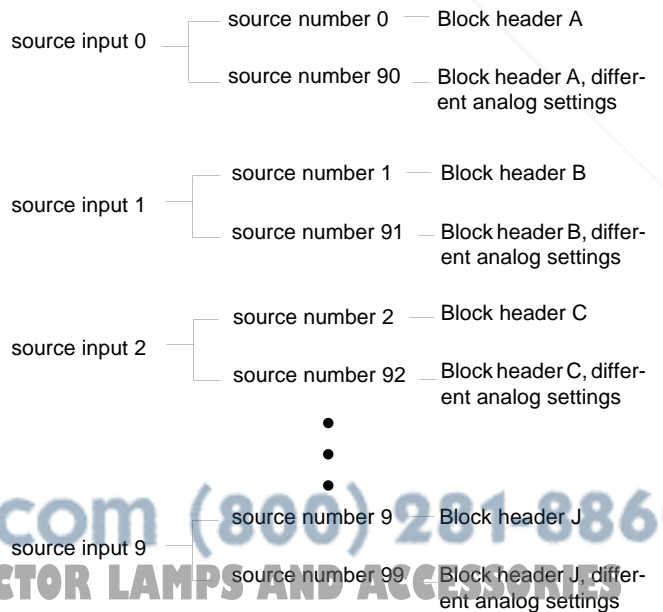 source number 0 Block header A
source input 0
source number 90 Block header A, differ-
ent analog settings
source number 1 Block header B
source input 1
source number 91 Block header B, differ-
ent analog settings
source number 2 Block header C
source input 2
source number 92 Block header C, differ-
ent analog settings
•
•
•
com (800) 281-886
source number 9 Block header J
source input 9
CTOR LAMPS AND ACCESSORIES
source number 99 Block header J, differ-
ent analog settings